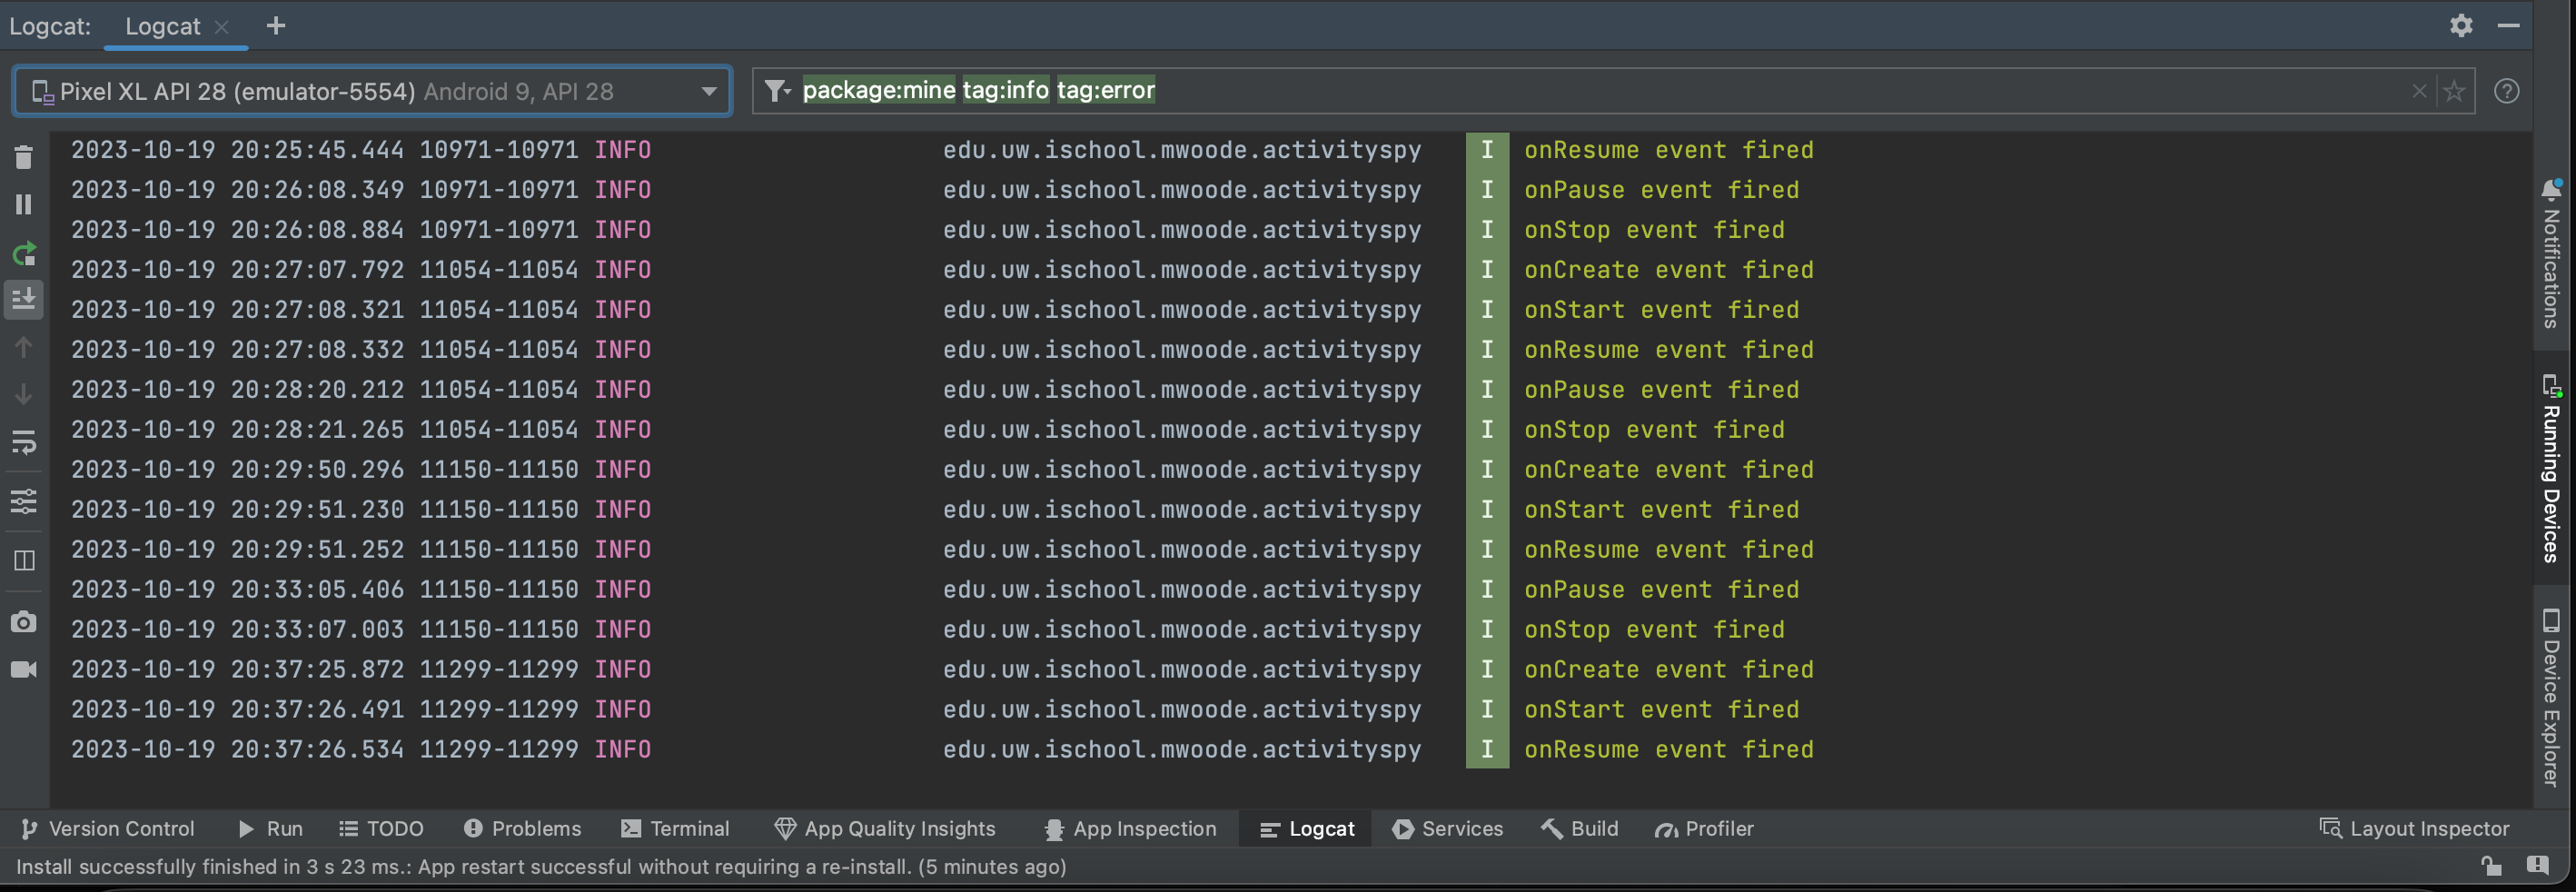 Logcat: Logcat
Pixel XL API 28 (emulator-5554) Android 9, API 28 package:mine tag:info tag:error
2023-10-19 20:25:45.444 10971-10971 INFO edu.uw.ischool.mwoode.activityspy I onResume event fired
2023-10-19 20:26:08.349 10971-10971 INFO edu.uw.ischool.mwoode.activityspy I onPause event fired
2023-10-19 20:26:08.884 10971-10971 INFO edu.uw.ischool.mwoode.activityspy I onStop event fired
2023-10-19 20:27:07.792 11054-11054 INFO edu.uw.ischool.mwoode.activityspy I onCreate event fired
2023-10-19 20:27:08.321 11054-11054 INFO edu.uw.ischool.mwoode.activityspy I onStart event fired
2023-10-19 20:27:08.332 11054-11054 INFO edu.uw.ischool.mwoode.activityspy I onResume event fired
2023-10-19 20:28:20.212 11054-11054 INFO edu.uw.ischool.mwoode.activityspy I onPause event fired
2023-10-19 20:28:21.265 11054-11054 INFO edu.uw.ischool.mwoode.activityspy I onStop event fired
2023-10-19 20:29:50.296 11150-11150 INFO edu.uw.ischool.mwoode.activityspy I onCreate event fired
2023-10-19 20:29:51.230 11150-11150 INFO edu.uw.ischool.mwoode.activityspy I onStart event fired
2023-10-19 20:29:51.252 11150-11150 INFO edu.uw.ischool.mwoode.activityspy I onResume event fired
2023-10-19 20:33:05.406 11150-11150 INFO edu.uw.ischool.mwoode.activityspy I onPause event fired
2023-10-19 20:33:07.003 11150-11150 INFO edu.uw.ischool.mwoode.activityspy I onStop event fired
2023-10-19 20:37:25.872 11299-11299 INFO edu.uw.ischool.mwoode.activityspy I onCreate event fired
2023-10-19 20:37:26.491 11299-11299 INFO edu.uw.ischool.mwoode.activityspy I onStart event fired
2023-10-19 20:37:26.534 11299-11299 INFO edu.uw.ischool.mwoode.activityspy I onResume event fired
Notifications
Running Devices
Device Explorer
Version Control Run TODO Problems Terminal App Quality Insights App Inspection Logcat Services Build Profiler Layout Inspector
Install successfully finished in 3 s 23 ms.: App restart successful without requiring a re-install. (5 minutes ago)